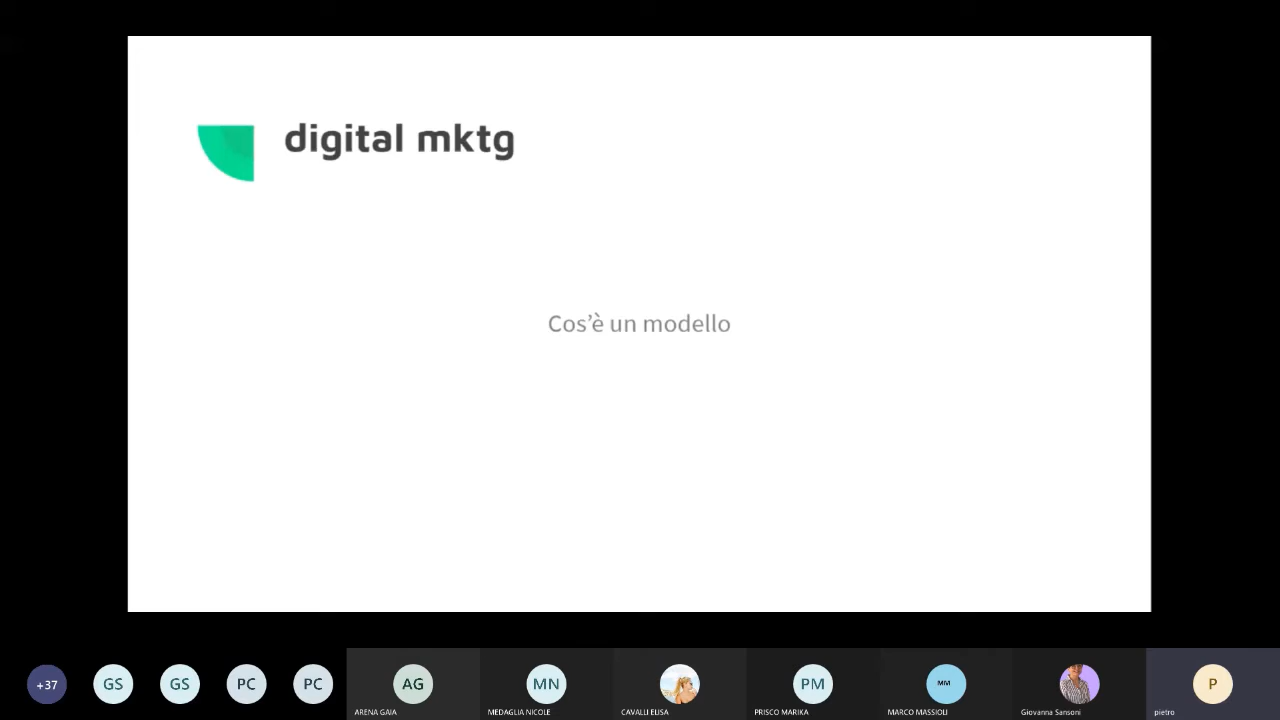 digital mktg
Cos’è un modello
+37
GS
GS
PC
PC
AG
MN
PM
MM
P
ARENA GAIA
MEDAGLIA NICOLE
CAVALLI ELISA
PRISCO MARIKA
MARCO MASSIOLI
Giovanna Sansoni
pietro